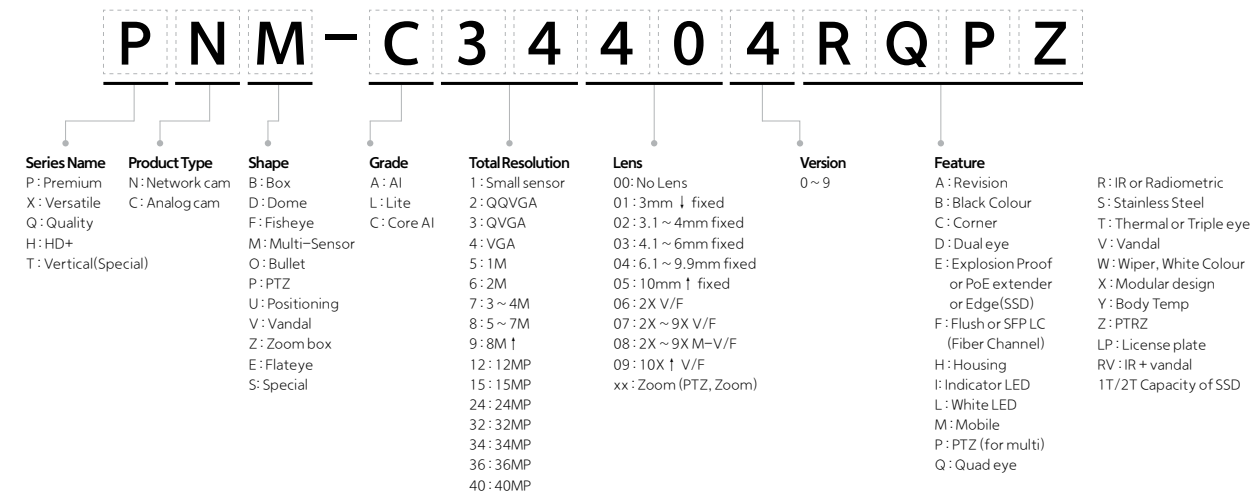 PNM-C34404RQPZ
Series Name
P : Premium
X : Versatile
Q : Quality
H : HD+
T : Vertical(Special)
Product Type
N : Network cam
C : Analog cam
Shape
B : Box
D : Dome
F : Fisheye
M : Multi-Sensor
O : Bullet
P : PTZ
U : Positioning
V : Vandal
Z : Zoom box
E : Flateye
S: Special
Grade
A : AI
L : Lite
C : Core AI
Total Resolution
1 : Small sensor
2 : QQVGA
3 : QVGA
4 : VGA
5 : 1M
6 : 2M
7 : 3 ~ 4M
8 : 5 ~ 7M
9 : 8M ↑
12 : 12MP
15 : 15MP
24 : 24MP
32 : 32MP
34 : 34MP
36 : 36MP
40 : 40MP
Lens
00: No Lens
01 : 3mm ↓ fixed
02 : 3.1 ~ 4mm fixed
03 : 4.1 ~ 6mm fixed
04 : 6.1 ~ 9.9mm fixed
05 : 10mm ↑ fixed
06 : 2X V/F
07 : 2X ~ 9X V/F
08 : 2X ~ 9X M-V/F
09 : 10X ↑ V/F
xx : Zoom (PTZ, Zoom)
Version
0 ~ 9
Feature
A : Revision
B : Black Colour
C : Corner
D : Dual eye
E : Explosion Proof
or PoE extender
or Edge(SSD)
F : Flush or SFP LC
(Fiber Channel)
H : Housing
I: Indicator LED
L : White LED
M : Mobile
P : PTZ (for multi)
Q : Quad eye
R : IR or Radiometric
S : Stainless Steel
T : Thermal or Triple eye
V : Vandal
W : Wiper, White Colour
X : Modular design
Y : Body Temp
Z : PTRZ
LP : License plate
RV : IR + vandal
1T/2T Capacity of SSD